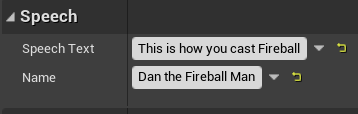 Speech
Speech Text This is how you cast Fireball
Name Dan the Fireball Man